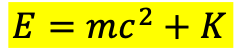 E = mc² + K